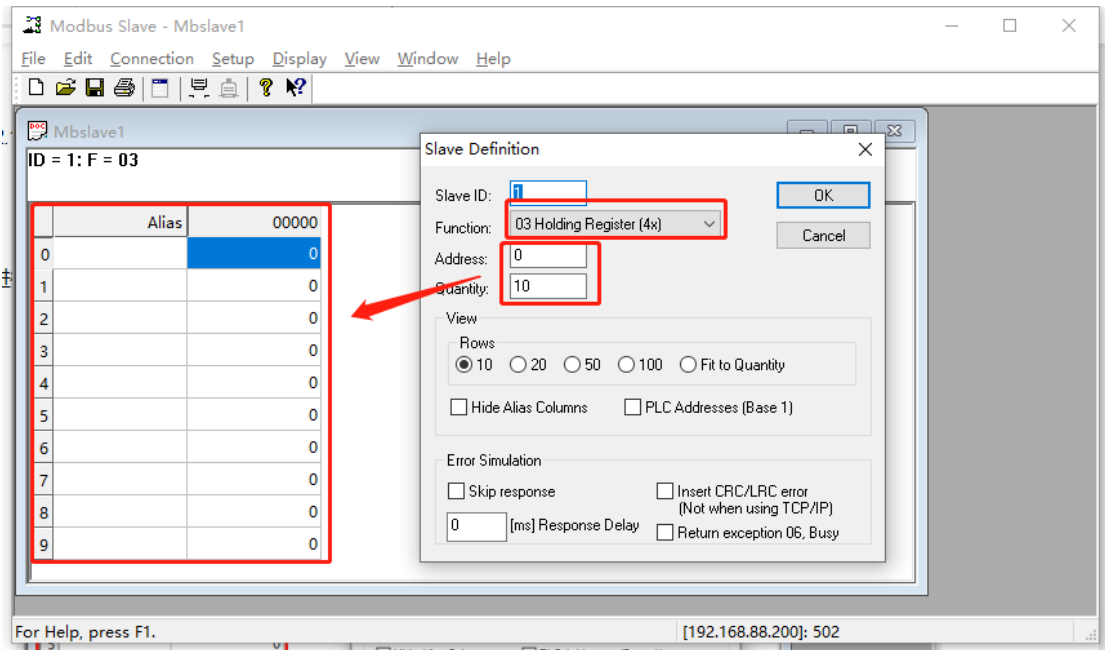 Modbus Slave - Mbslave1
File Edit Connection Setup Display View Window Help
Mbslave1
ID = 1: F = 03
Alias 00000
0 0
1 0
2 0
3 0
4 0
5 0
6 0
7 0
8 0
9 0
Slave Definition
Slave ID: 1
OK
Function: 03 Holding Register (4x)
Cancel
Address: 0
Quantity: 10
View
Rows
10 20 50 100 Fit to Quantity
Hide Alias Columns PLC Addresses (Base 1)
Error Simulation
Skip response
Insert CRC/LRC error
(Not when using TCP/IP)
0 [ms] Response Delay
Return exception 06, Busy
For Help, press F1.
[192.168.88.200]: 502